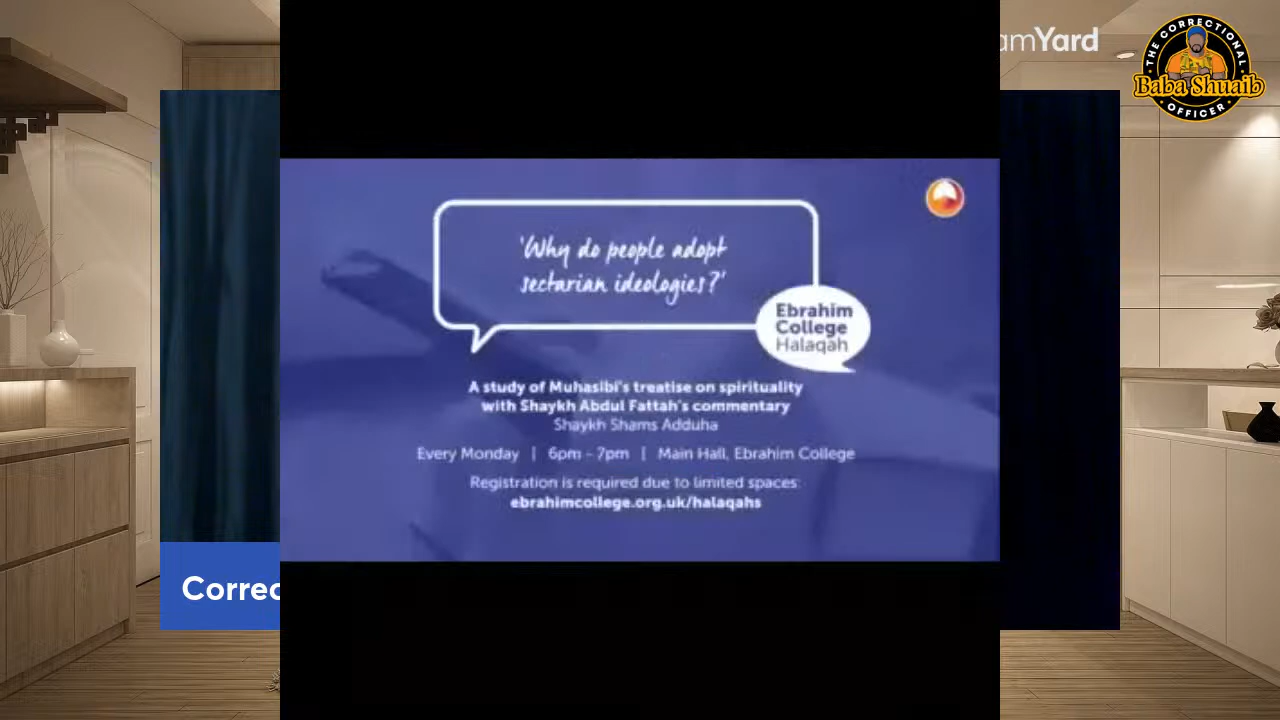 amYard
THE CORRECTIONAL
Baba Shuaib
OFFICER
'Why do people adopt
sectarian ideologies?'
Ebrahim
College
Halaqah
A study of Muhasibi's treatise on spirituality
with Shaykh Abdul Fattah's commentary
Shaykh Shams Adduha
Every Monday | 6pm - 7pm | Main Hall, Ebrahim College
Registration is required due to limited spaces:
ebrahimcollege.org.uk/halaqahs
Correc